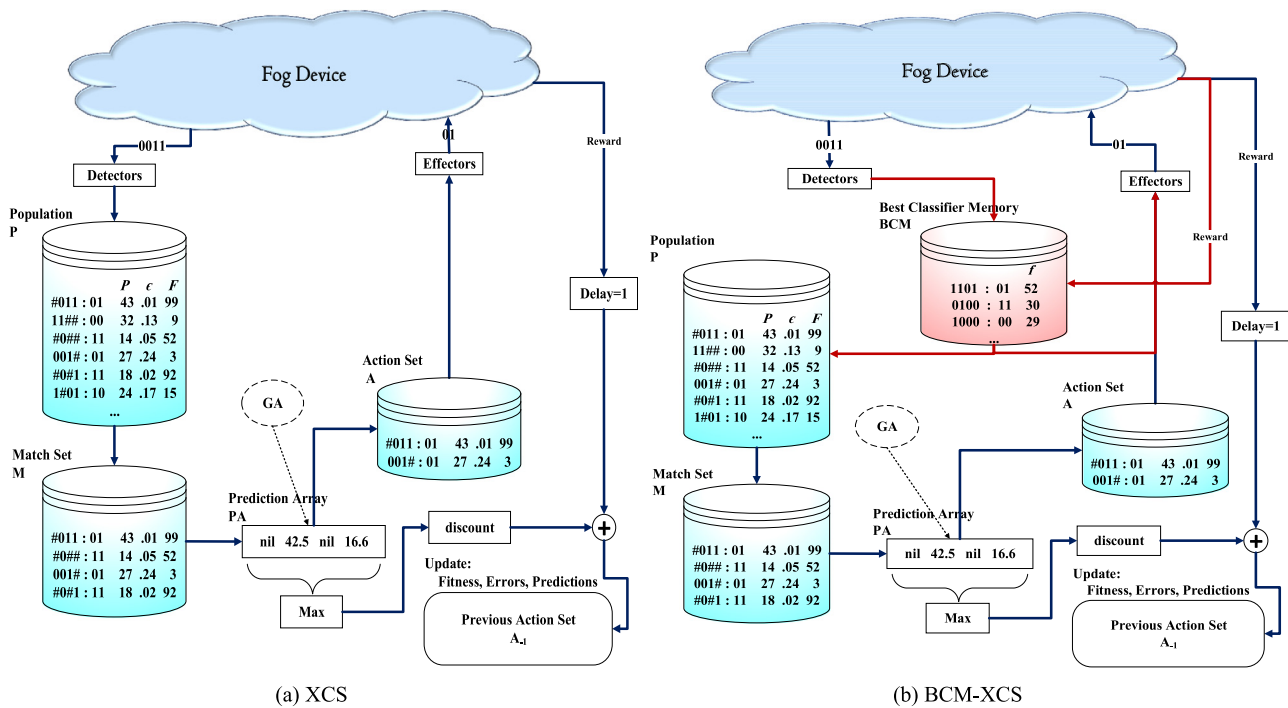 Fog Device
0011
01
Reward
Detectors
Effectors
Population
P
P c F
#011 : 01 43 .01 99
11## : 00 32 .13 9
#0## : 11 14 .05 52
001# : 01 27 .24 3
#0#1 : 11 18 .02 92
1#01 : 10 24 .17 15
...
Delay=1
Action Set
A
#011 : 01 43 .01 99
001# : 01 27 .24 3
GA
Match Set
M
#011 : 01 43 .01 99
#0## : 11 14 .05 52
001# : 01 27 .24 3
#0#1 : 11 18 .02 92
Prediction Array
PA
nil 42.5 nil 16.6
discount
+
Max
Update:
Fitness, Errors, Predictions
Previous Action Set
A-1
(a) XCS
Fog Device
0011
01
Reward
Detectors
Effectors
Best Classifier Memory
BCM
Reward
f
1101 : 01 52
0100 : 11 30
1000 : 00 29
...
Population
P
P c F
#011 : 01 43 .01 99
11## : 00 32 .13 9
#0## : 11 14 .05 52
001# : 01 27 .24 3
#0#1 : 11 18 .02 92
1#01 : 10 24 .17 15
...
Delay=1
Action Set
A
#011 : 01 43 .01 99
001# : 01 27 .24 3
GA
Match Set
M
#011 : 01 43 .01 99
#0## : 11 14 .05 52
001# : 01 27 .24 3
#0#1 : 11 18 .02 92
Prediction Array
PA
nil 42.5 nil 16.6
discount
+
Max
Update:
Fitness, Errors, Predictions
Previous Action Set
A-1
(b) BCM-XCS